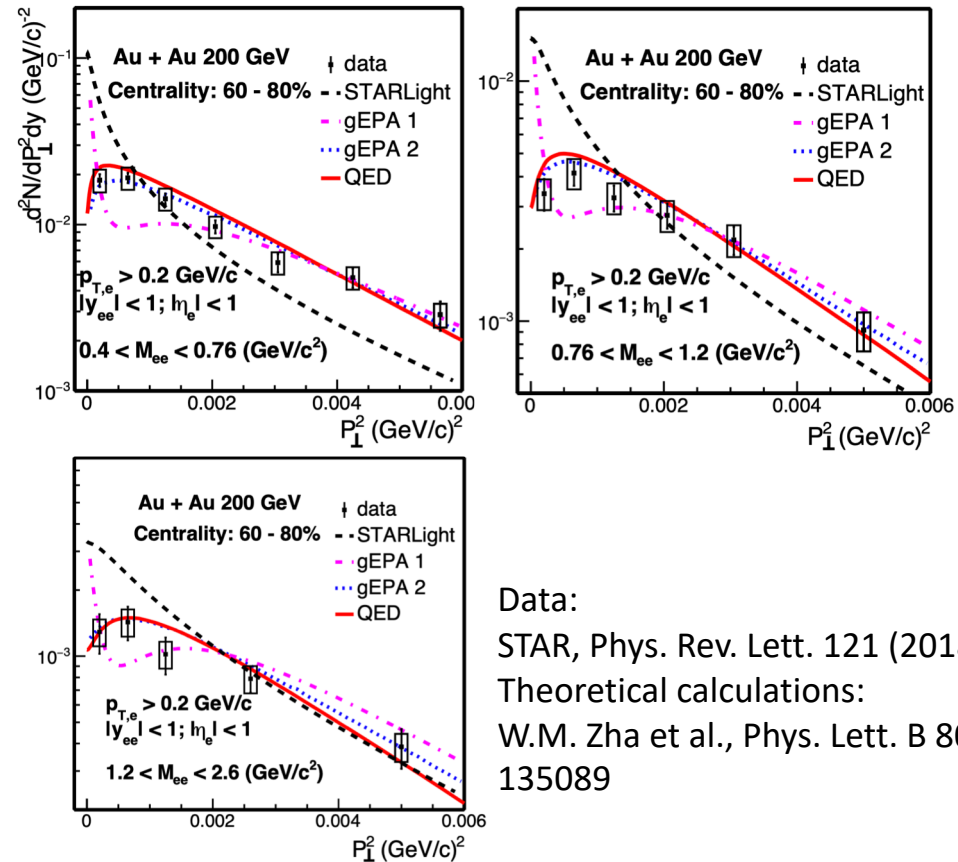 d²N/dP⊥²dy (GeV/c)⁻²
10⁻¹
10⁻²
10⁻³
Au + Au 200 GeV
Centrality: 60 - 80%
data
STARLight
gEPA 1
gEPA 2
QED
p_T,e > 0.2 GeV/c
|y_ee| < 1; |η_e| < 1
0.4 < M_ee < 0.76 (GeV/c²)
0 0.002 0.004 0.00
P⊥² (GeV/c)²
10⁻²
10⁻³
Au + Au 200 GeV
Centrality: 60 - 80%
data
STARLight
gEPA 1
gEPA 2
QED
p_T,e > 0.2 GeV/c
|y_ee| < 1; |η_e| < 1
0.76 < M_ee < 1.2 (GeV/c²)
0 0.002 0.004 0.006
P⊥² (GeV/c)²
10⁻³
Au + Au 200 GeV
Centrality: 60 - 80%
data
STARLight
gEPA 1
gEPA 2
QED
p_T,e > 0.2 GeV/c
|y_ee| < 1; |η_e| < 1
1.2 < M_ee < 2.6 (GeV/c²)
0 0.002 0.004 0.006
P⊥² (GeV/c)²
Data:
STAR, Phys. Rev. Lett. 121 (201
Theoretical calculations:
W.M. Zha et al., Phys. Lett. B 80
135089